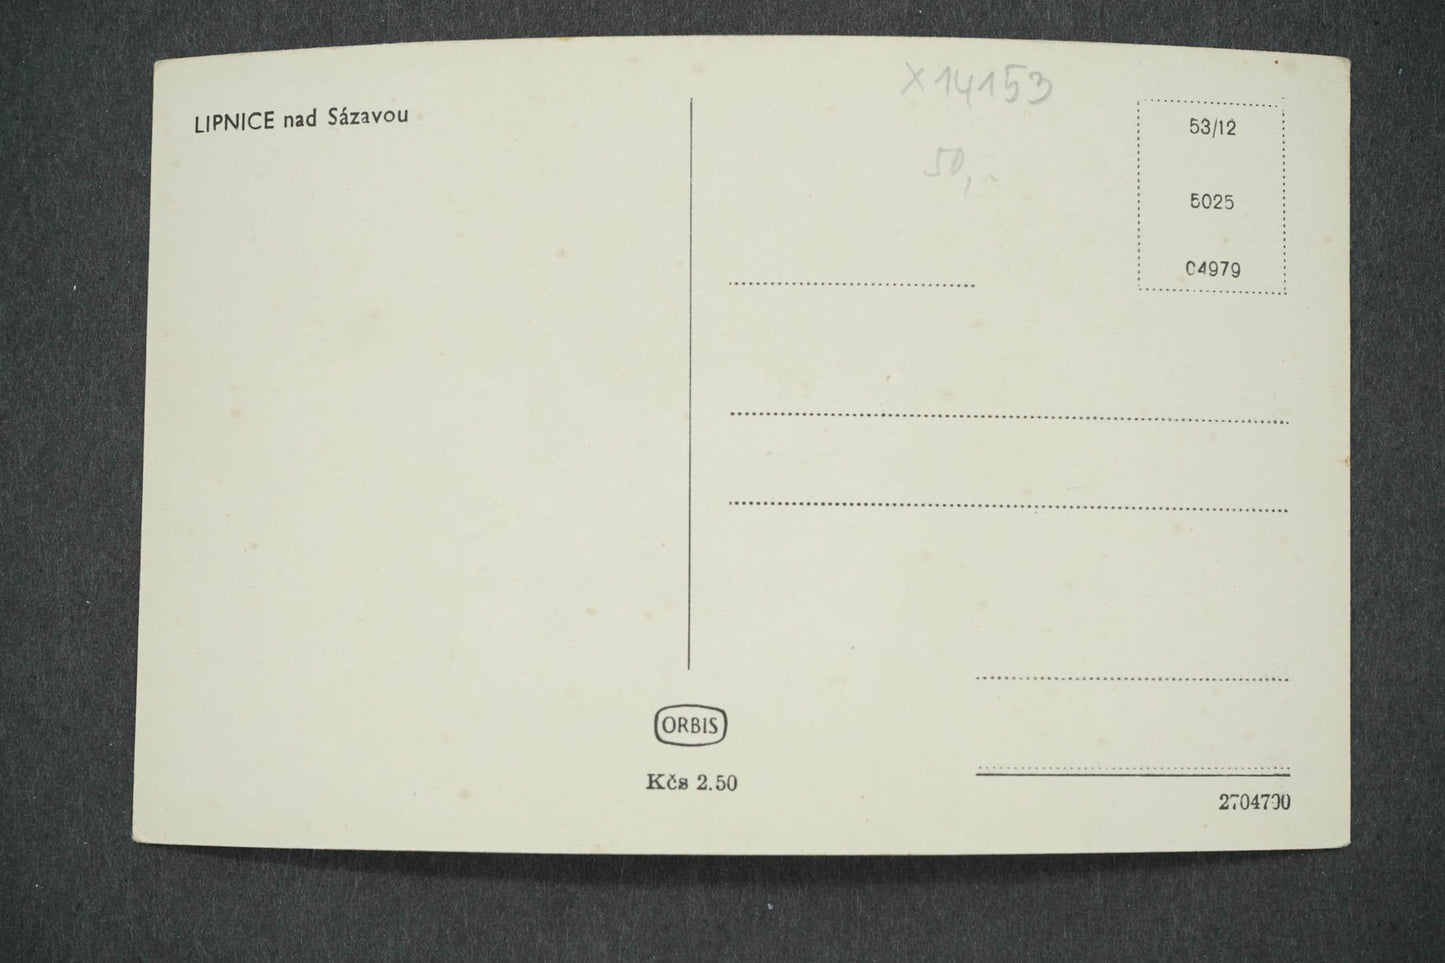 LIPNICE nad Sázavou
X14153
50,-
53/12
5025
04979
ORBIS
Kčs 2.50
2704700